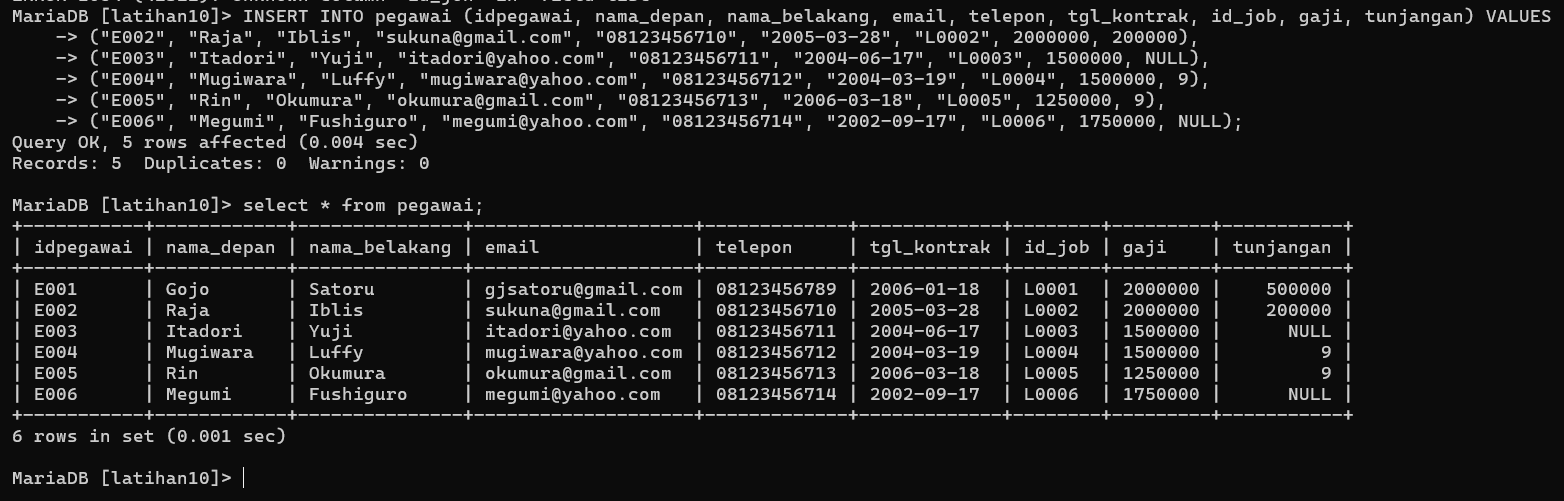 MariaDB [latihan10]> INSERT INTO pegawai (idpegawai, nama_depan, nama_belakang, email, telepon, tgl_kontrak, id_job, gaji, tunjangan) VALUES
    -> ("E002", "Raja", "Iblis", "sukuna@gmail.com", "08123456710", "2005-03-28", "L0002", 2000000, 200000),
    -> ("E003", "Itadori", "Yuji", "itadori@yahoo.com", "08123456711", "2004-06-17", "L0003", 1500000, NULL),
    -> ("E004", "Mugiwara", "Luffy", "mugiwara@yahoo.com", "08123456712", "2004-03-19", "L0004", 1500000, 9),
    -> ("E005", "Rin", "Okumura", "okumura@gmail.com", "08123456713", "2006-03-18", "L0005", 1250000, 9),
    -> ("E006", "Megumi", "Fushiguro", "megumi@yahoo.com", "08123456714", "2002-09-17", "L0006", 1750000, NULL);
Query OK, 5 rows affected (0.004 sec)
Records: 5  Duplicates: 0  Warnings: 0
MariaDB [latihan10]> select * from pegawai;
+-----------+------------+---------------+--------------------+-------------+-------------+--------+---------+-----------+
| idpegawai | nama_depan | nama_belakang | email              | telepon     | tgl_kontrak | id_job | gaji    | tunjangan |
+-----------+------------+---------------+--------------------+-------------+-------------+--------+---------+-----------+
| E001      | Gojo       | Satoru        | gjsatoru@gmail.com | 08123456789 | 2006-01-18  | L0001  | 2000000 |    500000 |
| E002      | Raja       | Iblis         | sukuna@gmail.com   | 08123456710 | 2005-03-28  | L0002  | 2000000 |    200000 |
| E003      | Itadori    | Yuji          | itadori@yahoo.com  | 08123456711 | 2004-06-17  | L0003  | 1500000 |      NULL |
| E004      | Mugiwara   | Luffy         | mugiwara@yahoo.com | 08123456712 | 2004-03-19  | L0004  | 1500000 |         9 |
| E005      | Rin        | Okumura       | okumura@gmail.com  | 08123456713 | 2006-03-18  | L0005  | 1250000 |         9 |
| E006      | Megumi     | Fushiguro     | megumi@yahoo.com   | 08123456714 | 2002-09-17  | L0006  | 1750000 |      NULL |
+-----------+------------+---------------+--------------------+-------------+-------------+--------+---------+-----------+
6 rows in set (0.001 sec)
MariaDB [latihan10]>